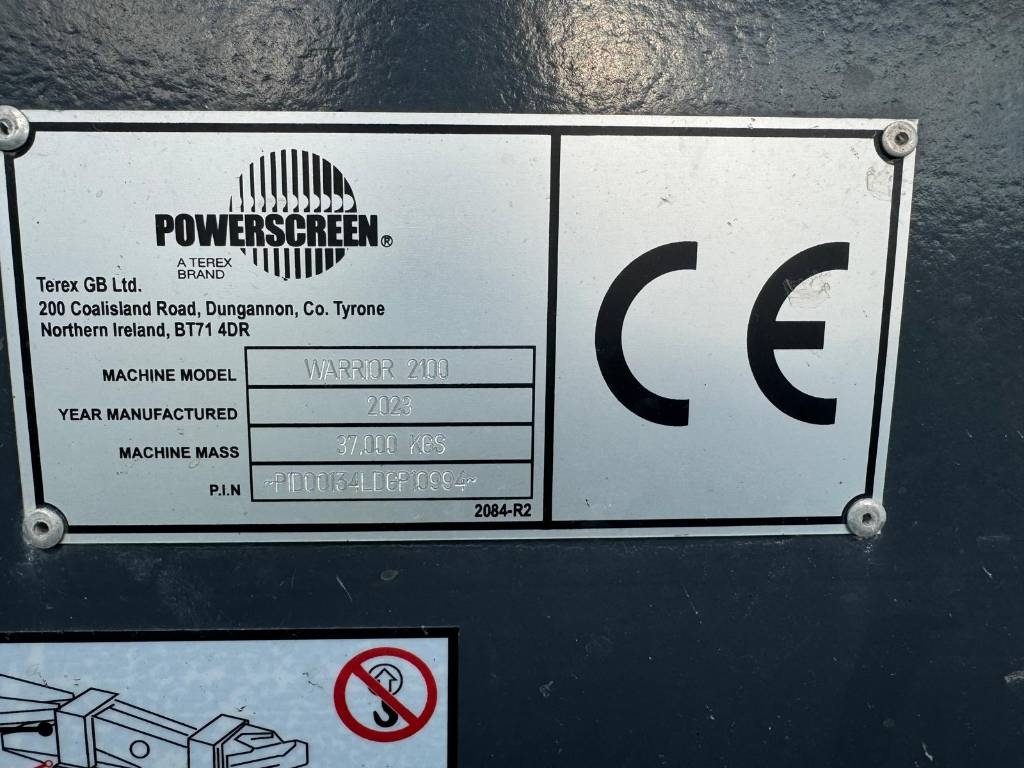 POWERSCREEN®
A TEREX
BRAND
Terex GB Ltd.
200 Coalisland Road, Dungannon, Co. Tyrone
Northern Ireland, BT71 4DR
MACHINE MODEL WARRIOR 2100
YEAR MANUFACTURED 2023
MACHINE MASS 37,000 KGS
P.I.N ~PID00134LDGP10994~
2084-R2
CE